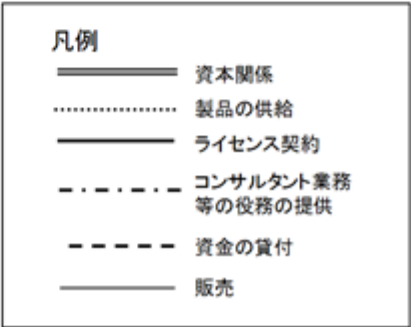 凡例
資本関係
製品の供給
ライセンス契約
コンサルタント業務
等の役務の提供
資金の貸付
販売